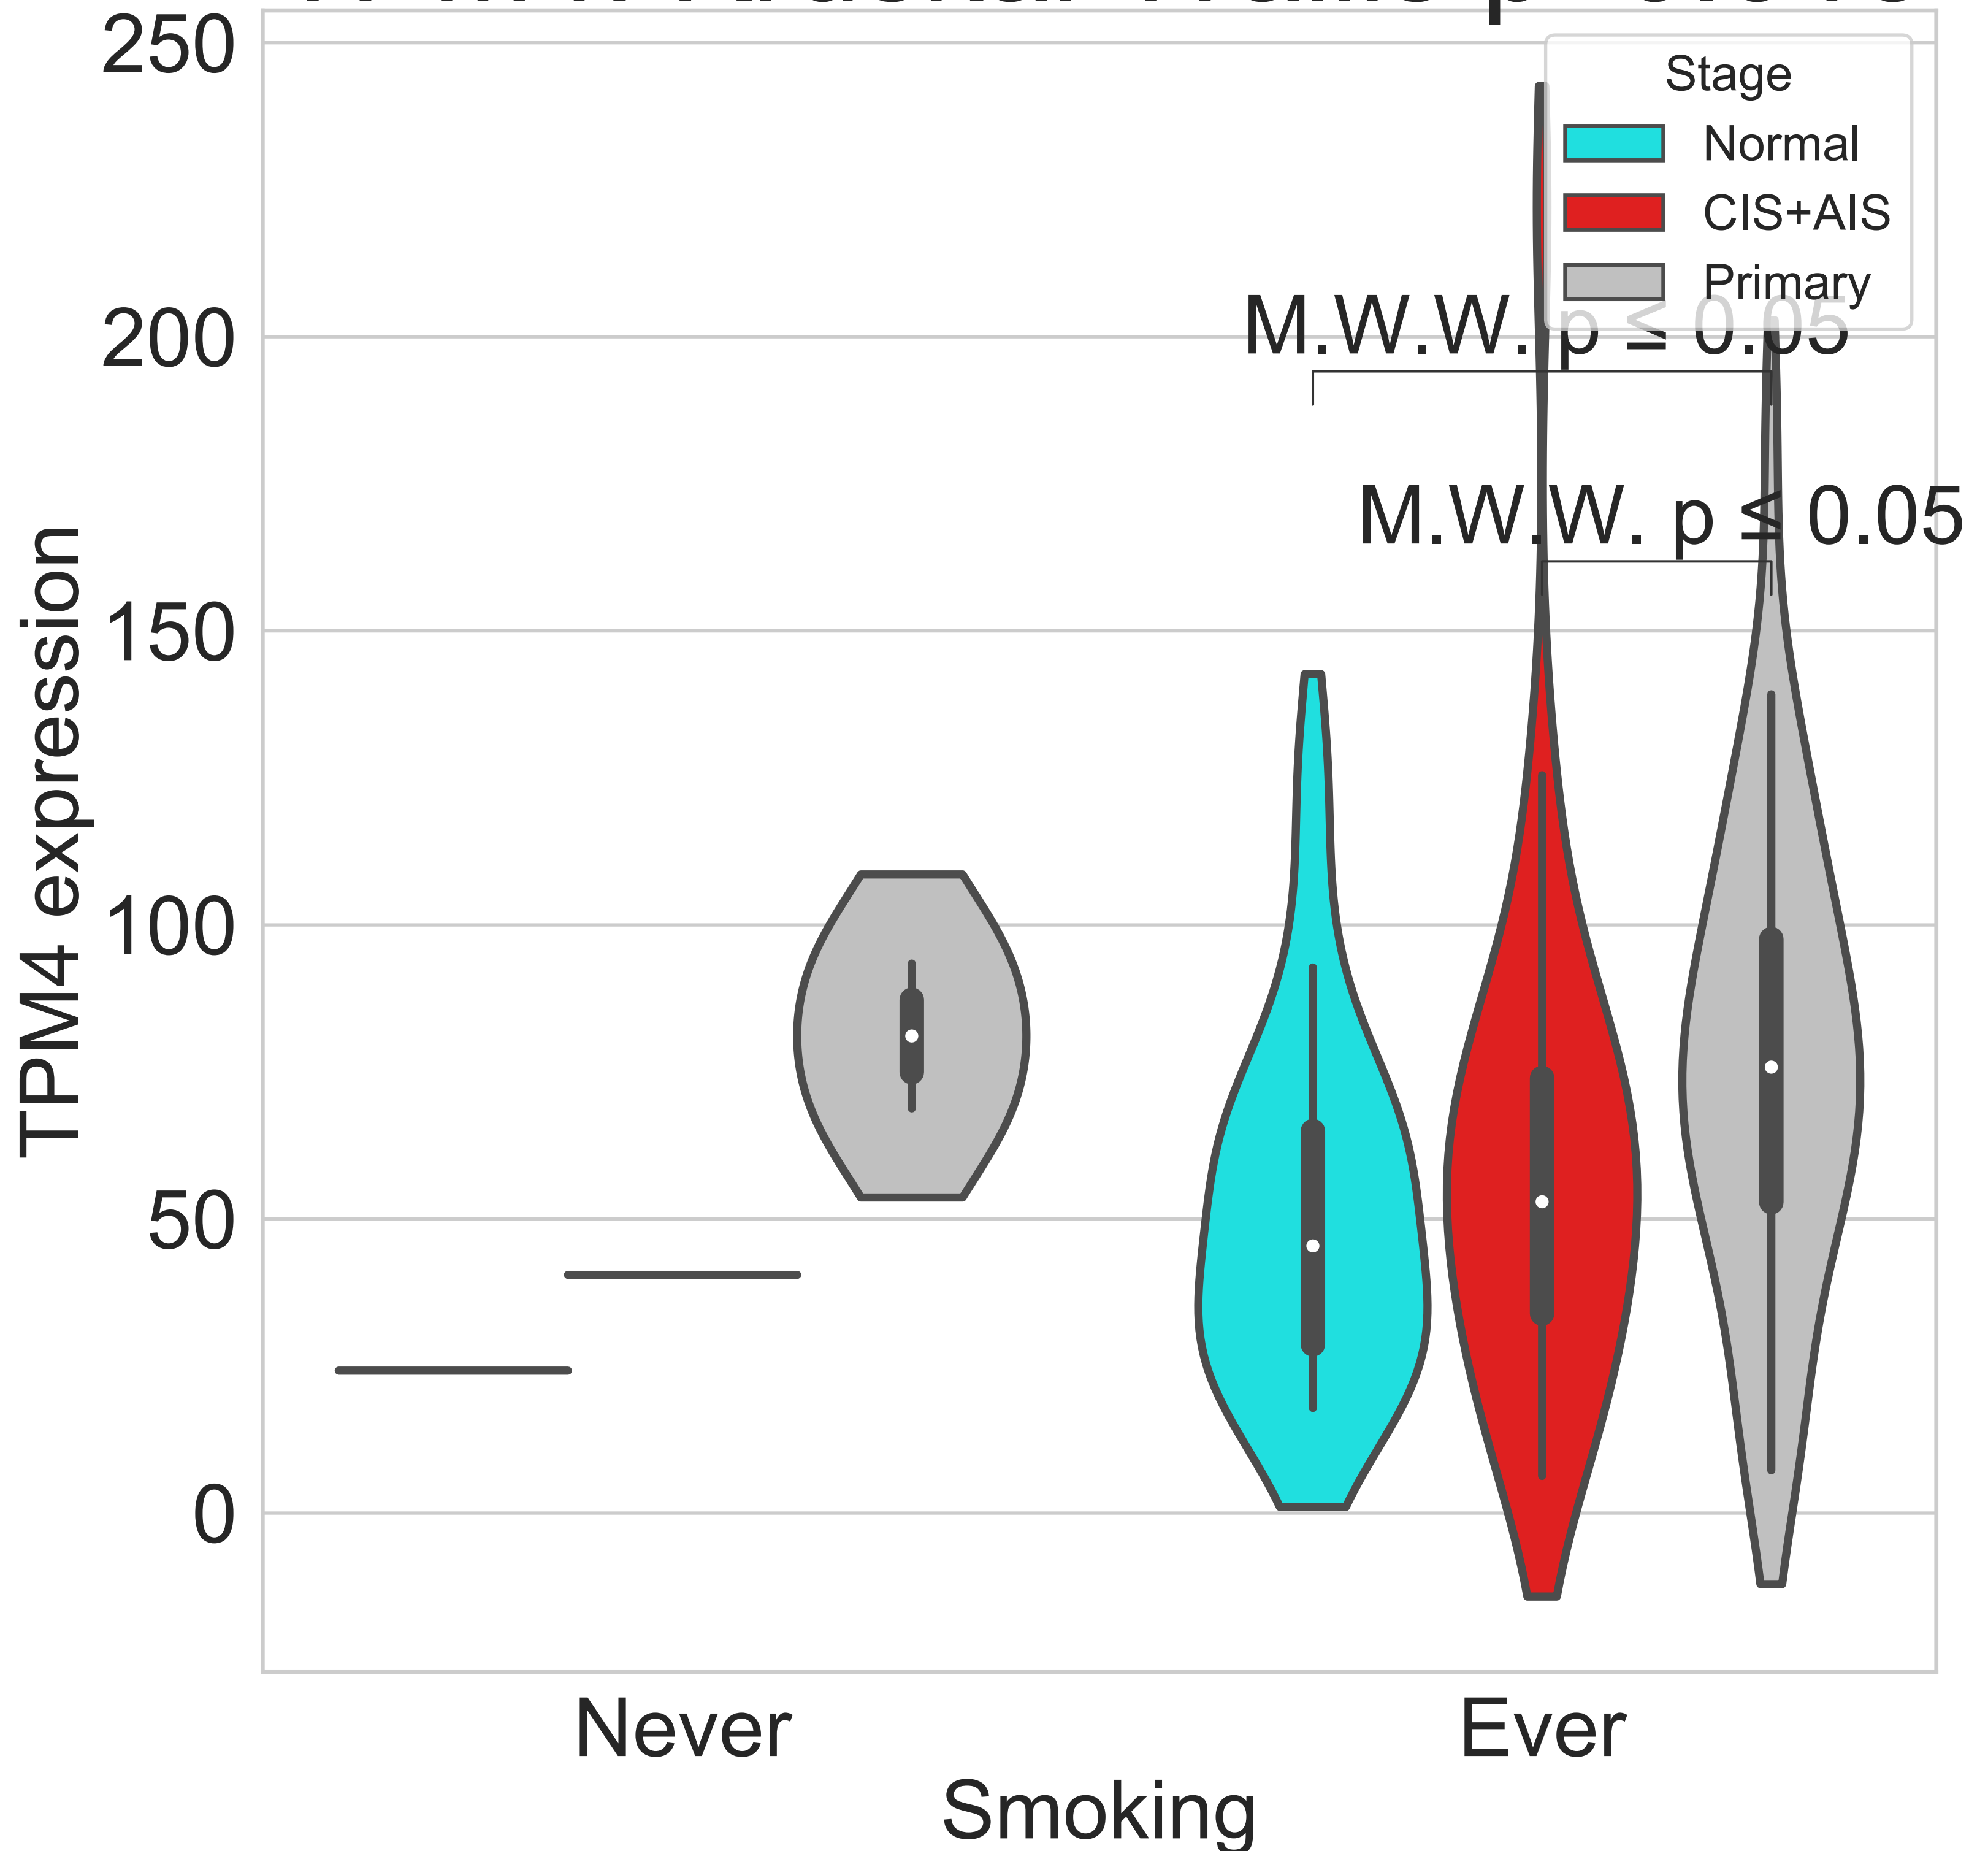 250
Stage
Normal
CIS+AIS
Primary
M.W.W. p ≤ 0.05
200
M.W.W. p ≤ 0.05
150
100
50
0
TPM4 expression
Never
Ever
Smoking